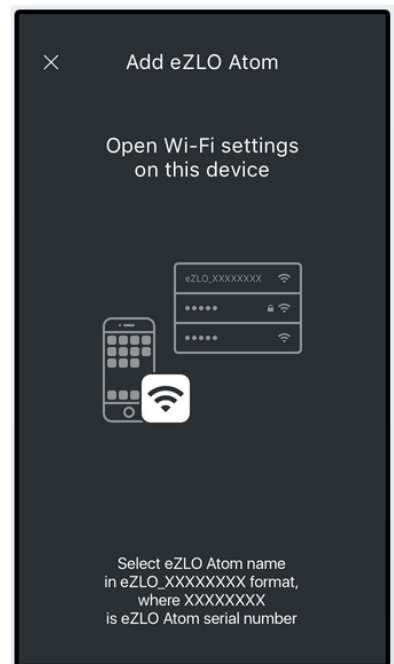 Add eZLO Atom
Open Wi-Fi settings
on this device
eZLO_XXXXXXXX
Select eZLO Atom name
in eZLO_XXXXXXXX format,
where XXXXXXXX
is eZLO Atom serial number